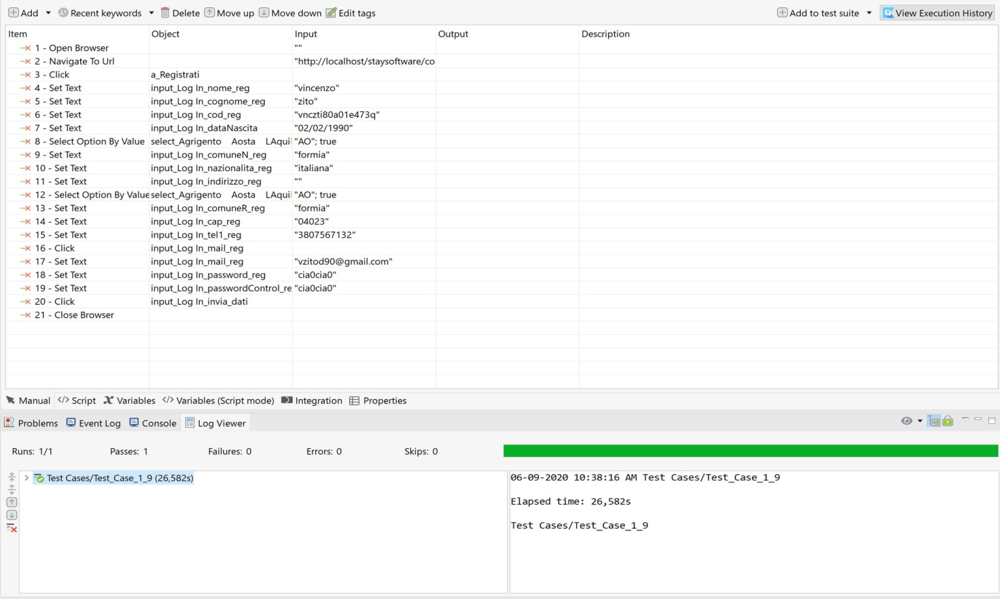 Add Recent keywords Delete Move up Move down Edit tags Add to test suite View Execution History
Item Object Input Output Description
1 - Open Browser ""
2 - Navigate To Url "http://localhost/staysoftware/co
3 - Click a_Registrati
4 - Set Text input_Log In_nome_reg "vincenzo"
5 - Set Text input_Log In_cognome_reg "zito"
6 - Set Text input_Log In_cod_reg "vnczti80a01e473q"
7 - Set Text input_Log In_dataNascita "02/02/1990"
8 - Select Option By Value select_Agrigento Aosta LAquil "AO"; true
9 - Set Text input_Log In_comuneN_reg "formia"
10 - Set Text input_Log In_nazionalita_reg "italiana"
11 - Set Text input_Log In_indirizzo_reg ""
12 - Select Option By Value select_Agrigento Aosta LAquil "AO"; true
13 - Set Text input_Log In_comuneR_reg "formia"
14 - Set Text input_Log In_cap_reg "04023"
15 - Set Text input_Log In_tel1_reg "3807567132"
16 - Click input_Log In_mail_reg
17 - Set Text input_Log In_mail_reg "vzitod90@gmail.com"
18 - Set Text input_Log In_password_reg "cia0cia0"
19 - Set Text input_Log In_passwordControl_re "cia0cia0"
20 - Click input_Log In_invia_dati
21 - Close Browser
Manual </> Script Variables </> Variables (Script mode) Integration Properties
Problems Event Log Console Log Viewer
Runs: 1/1 Passes: 1 Failures: 0 Errors: 0 Skips: 0
Test Cases/Test_Case_1_9 (26,582s)
06-09-2020 10:38:16 AM Test Cases/Test_Case_1_9
Elapsed time: 26,582s
Test Cases/Test_Case_1_9